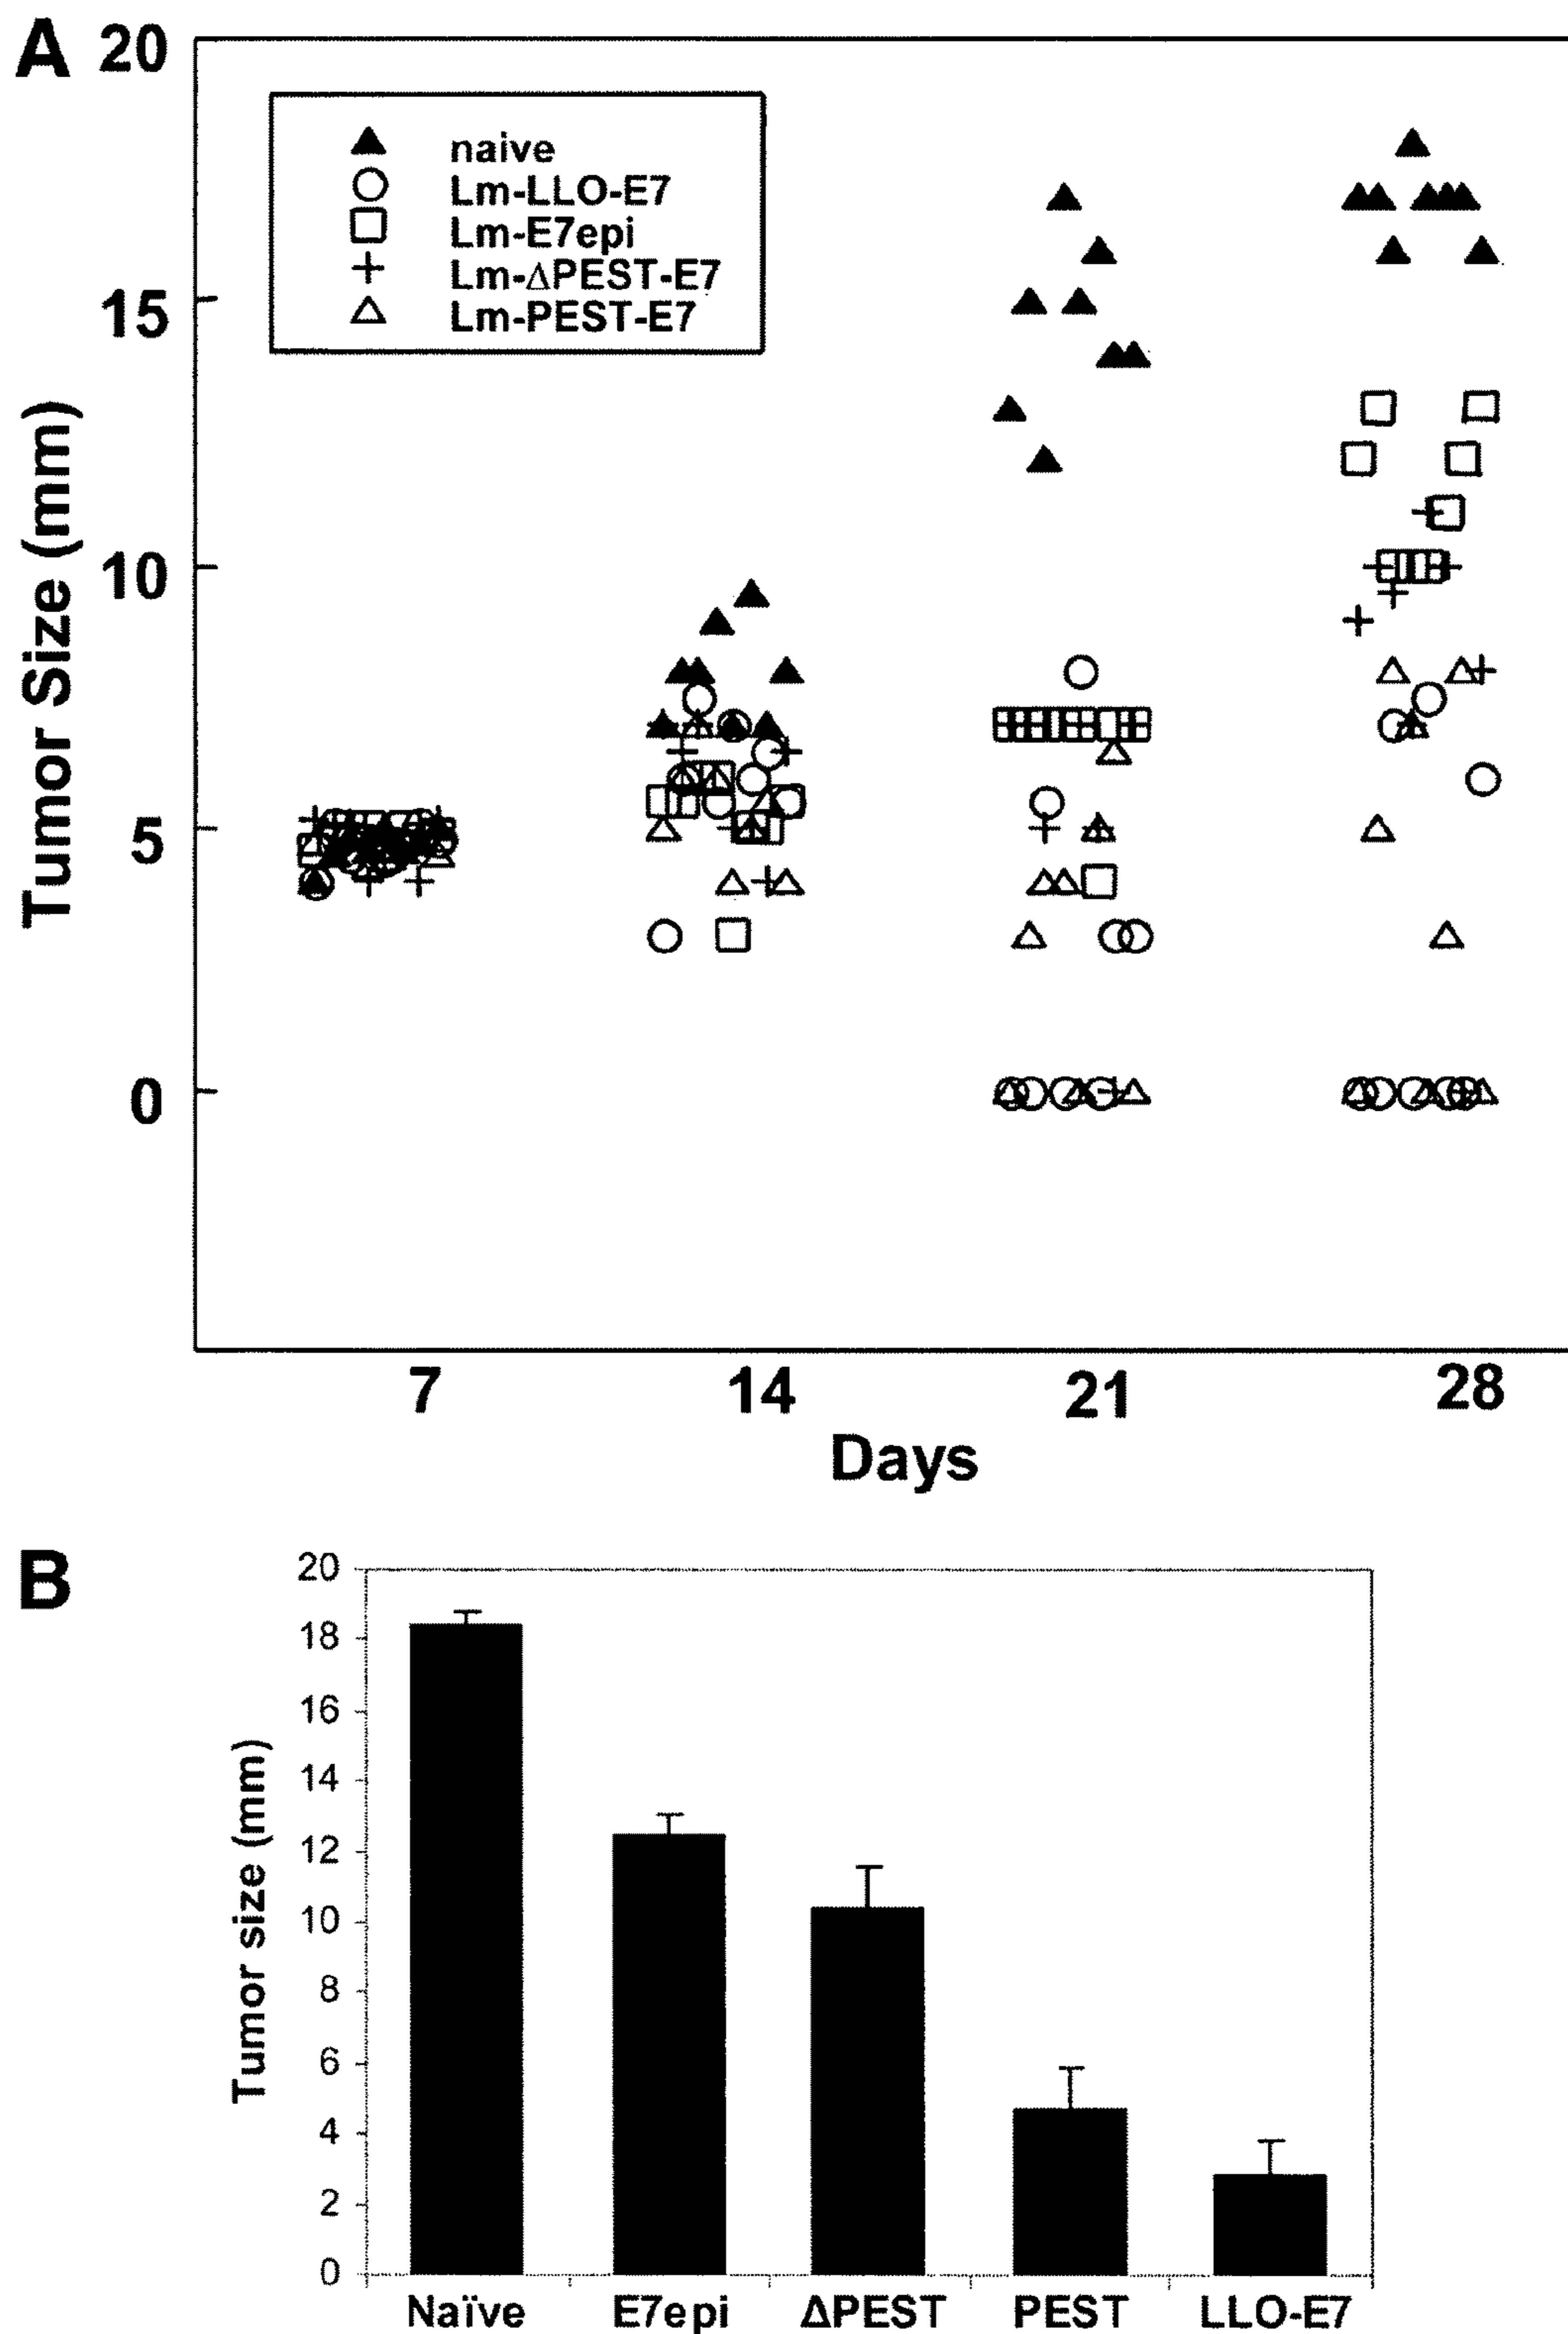 A
20
naive
Lm-LLO-E7
Lm-E7epi
Lm-ΔPEST-E7
Lm-PEST-E7
15
10
5
0
Tumor Size (mm)
7 14 21 28
Days
B
20
18
16
14
12
10
8
6
4
2
0
Tumor size (mm)
Naïve E7epi ΔPEST PEST LLO-E7